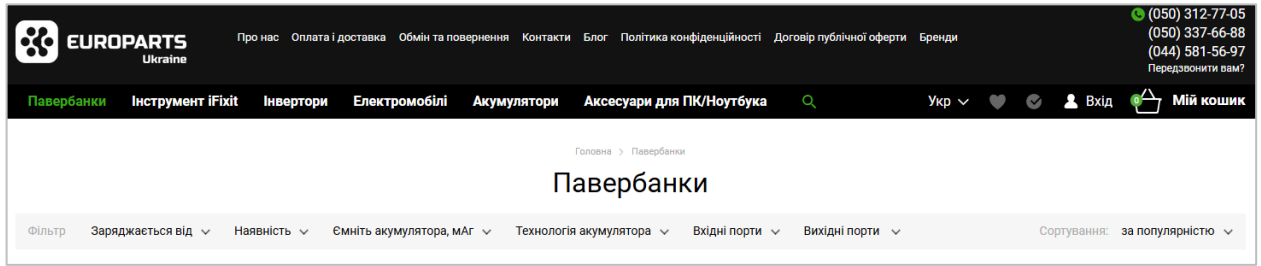 EUROPARTS
Ukraine
Про нас Оплата і доставка Обмін та повернення Контакти Блог Політика конфіденційності Договір публічної оферти Бренди
(050) 312-77-05
(050) 337-66-88
(044) 581-56-97
Передзвонити вам?
Павербанки Інструмент iFixit Інвертори Електромобілі Акумулятори Аксесуари для ПК/Ноутбука Укр Вхід 0 Мій кошик
Головна > Павербанки
Павербанки
Фільтр Заряджається від Наявність Ємніть акумулятора, мАг Технологія акумулятора Вхідні порти Вихідні порти Сортування: за популярністю